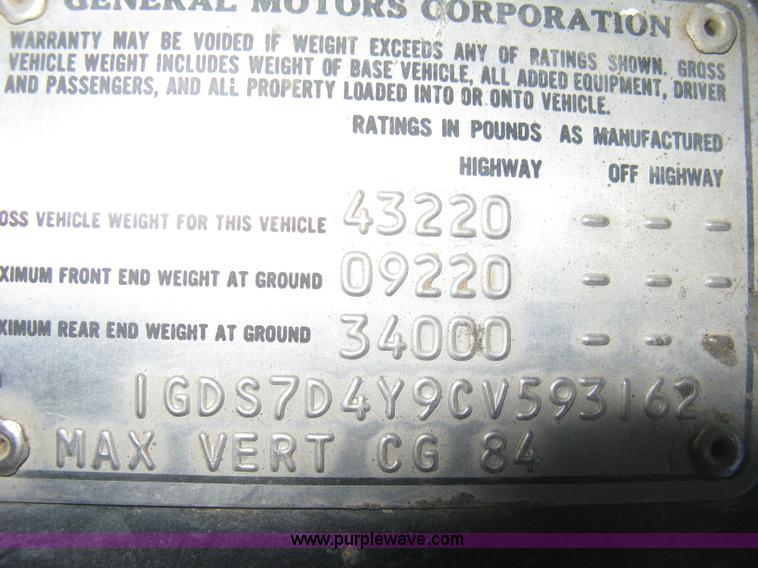 GENERAL MOTORS CORPORATION
WARRANTY MAY BE VOIDED IF WEIGHT EXCEEDS ANY OF RATINGS SHOWN. GROSS
VEHICLE WEIGHT INCLUDES WEIGHT OF BASE VEHICLE, ALL ADDED EQUIPMENT, DRIVER
AND PASSENGERS, AND ALL PROPERTY LOADED INTO OR ONTO VEHICLE.
RATINGS IN POUNDS AS MANUFACTURED
HIGHWAY OFF HIGHWAY
OSS VEHICLE WEIGHT FOR THIS VEHICLE 43220 - - -
XIMUM FRONT END WEIGHT AT GROUND 09220 - - -
XIMUM REAR END WEIGHT AT GROUND 34000 - - -
1GDS7D4Y9CV593162
MAX VERT CG 84
www.purplewave.com